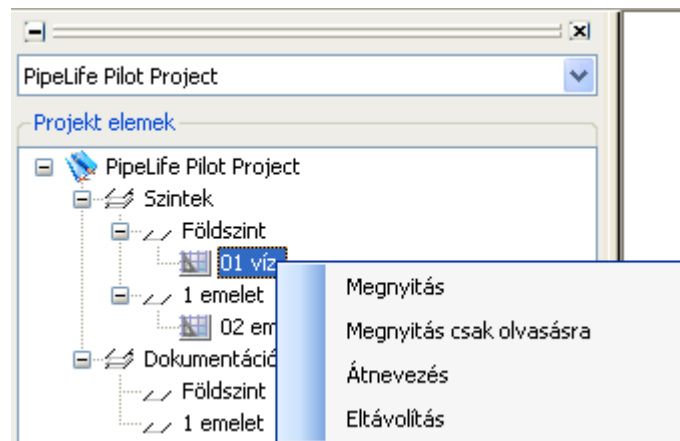 PipeLife Pilot Project
Projekt elemek
PipeLife Pilot Project
Szintek
Földszint
01 víz
1 emelet
02 em
Dokumentáció
Földszint
1 emelet
Megnyitás
Megnyitás csak olvasásra
Átnevezés
Eltávolítás